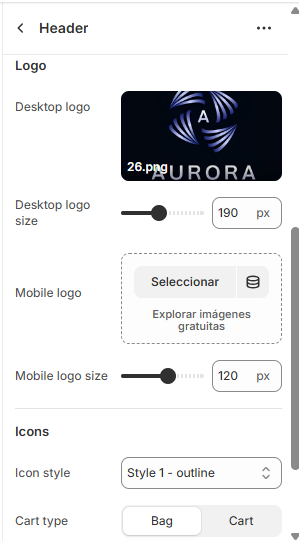 Header
Logo
Desktop logo
A
26.png
AURORA
Desktop logo
size
190 px
Seleccionar
Mobile logo
Explorar imágenes
gratuitas
Mobile logo size
120 px
Icons
Icon style
Style 1 - outline
Cart type
Bag
Cart